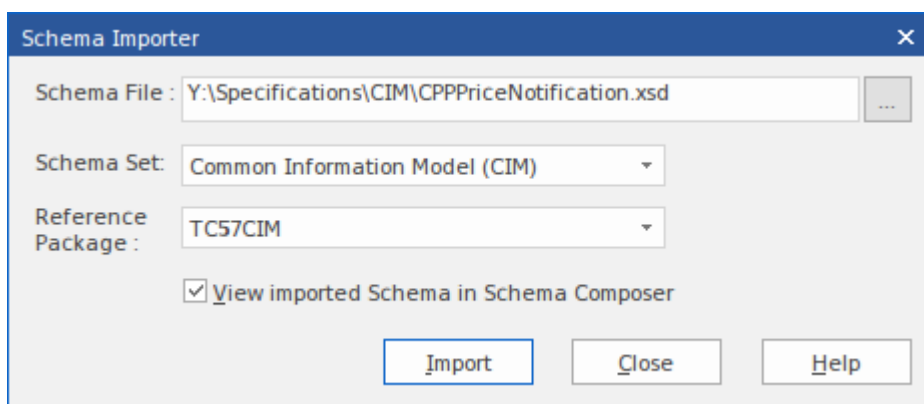 Schema Importer
Schema File : Y:\Specifications\CIM\CPPPriceNotification.xsd ...
Schema Set: Common Information Model (CIM)
Reference
Package : TC57CIM
View imported Schema in Schema Composer
Import Close Help